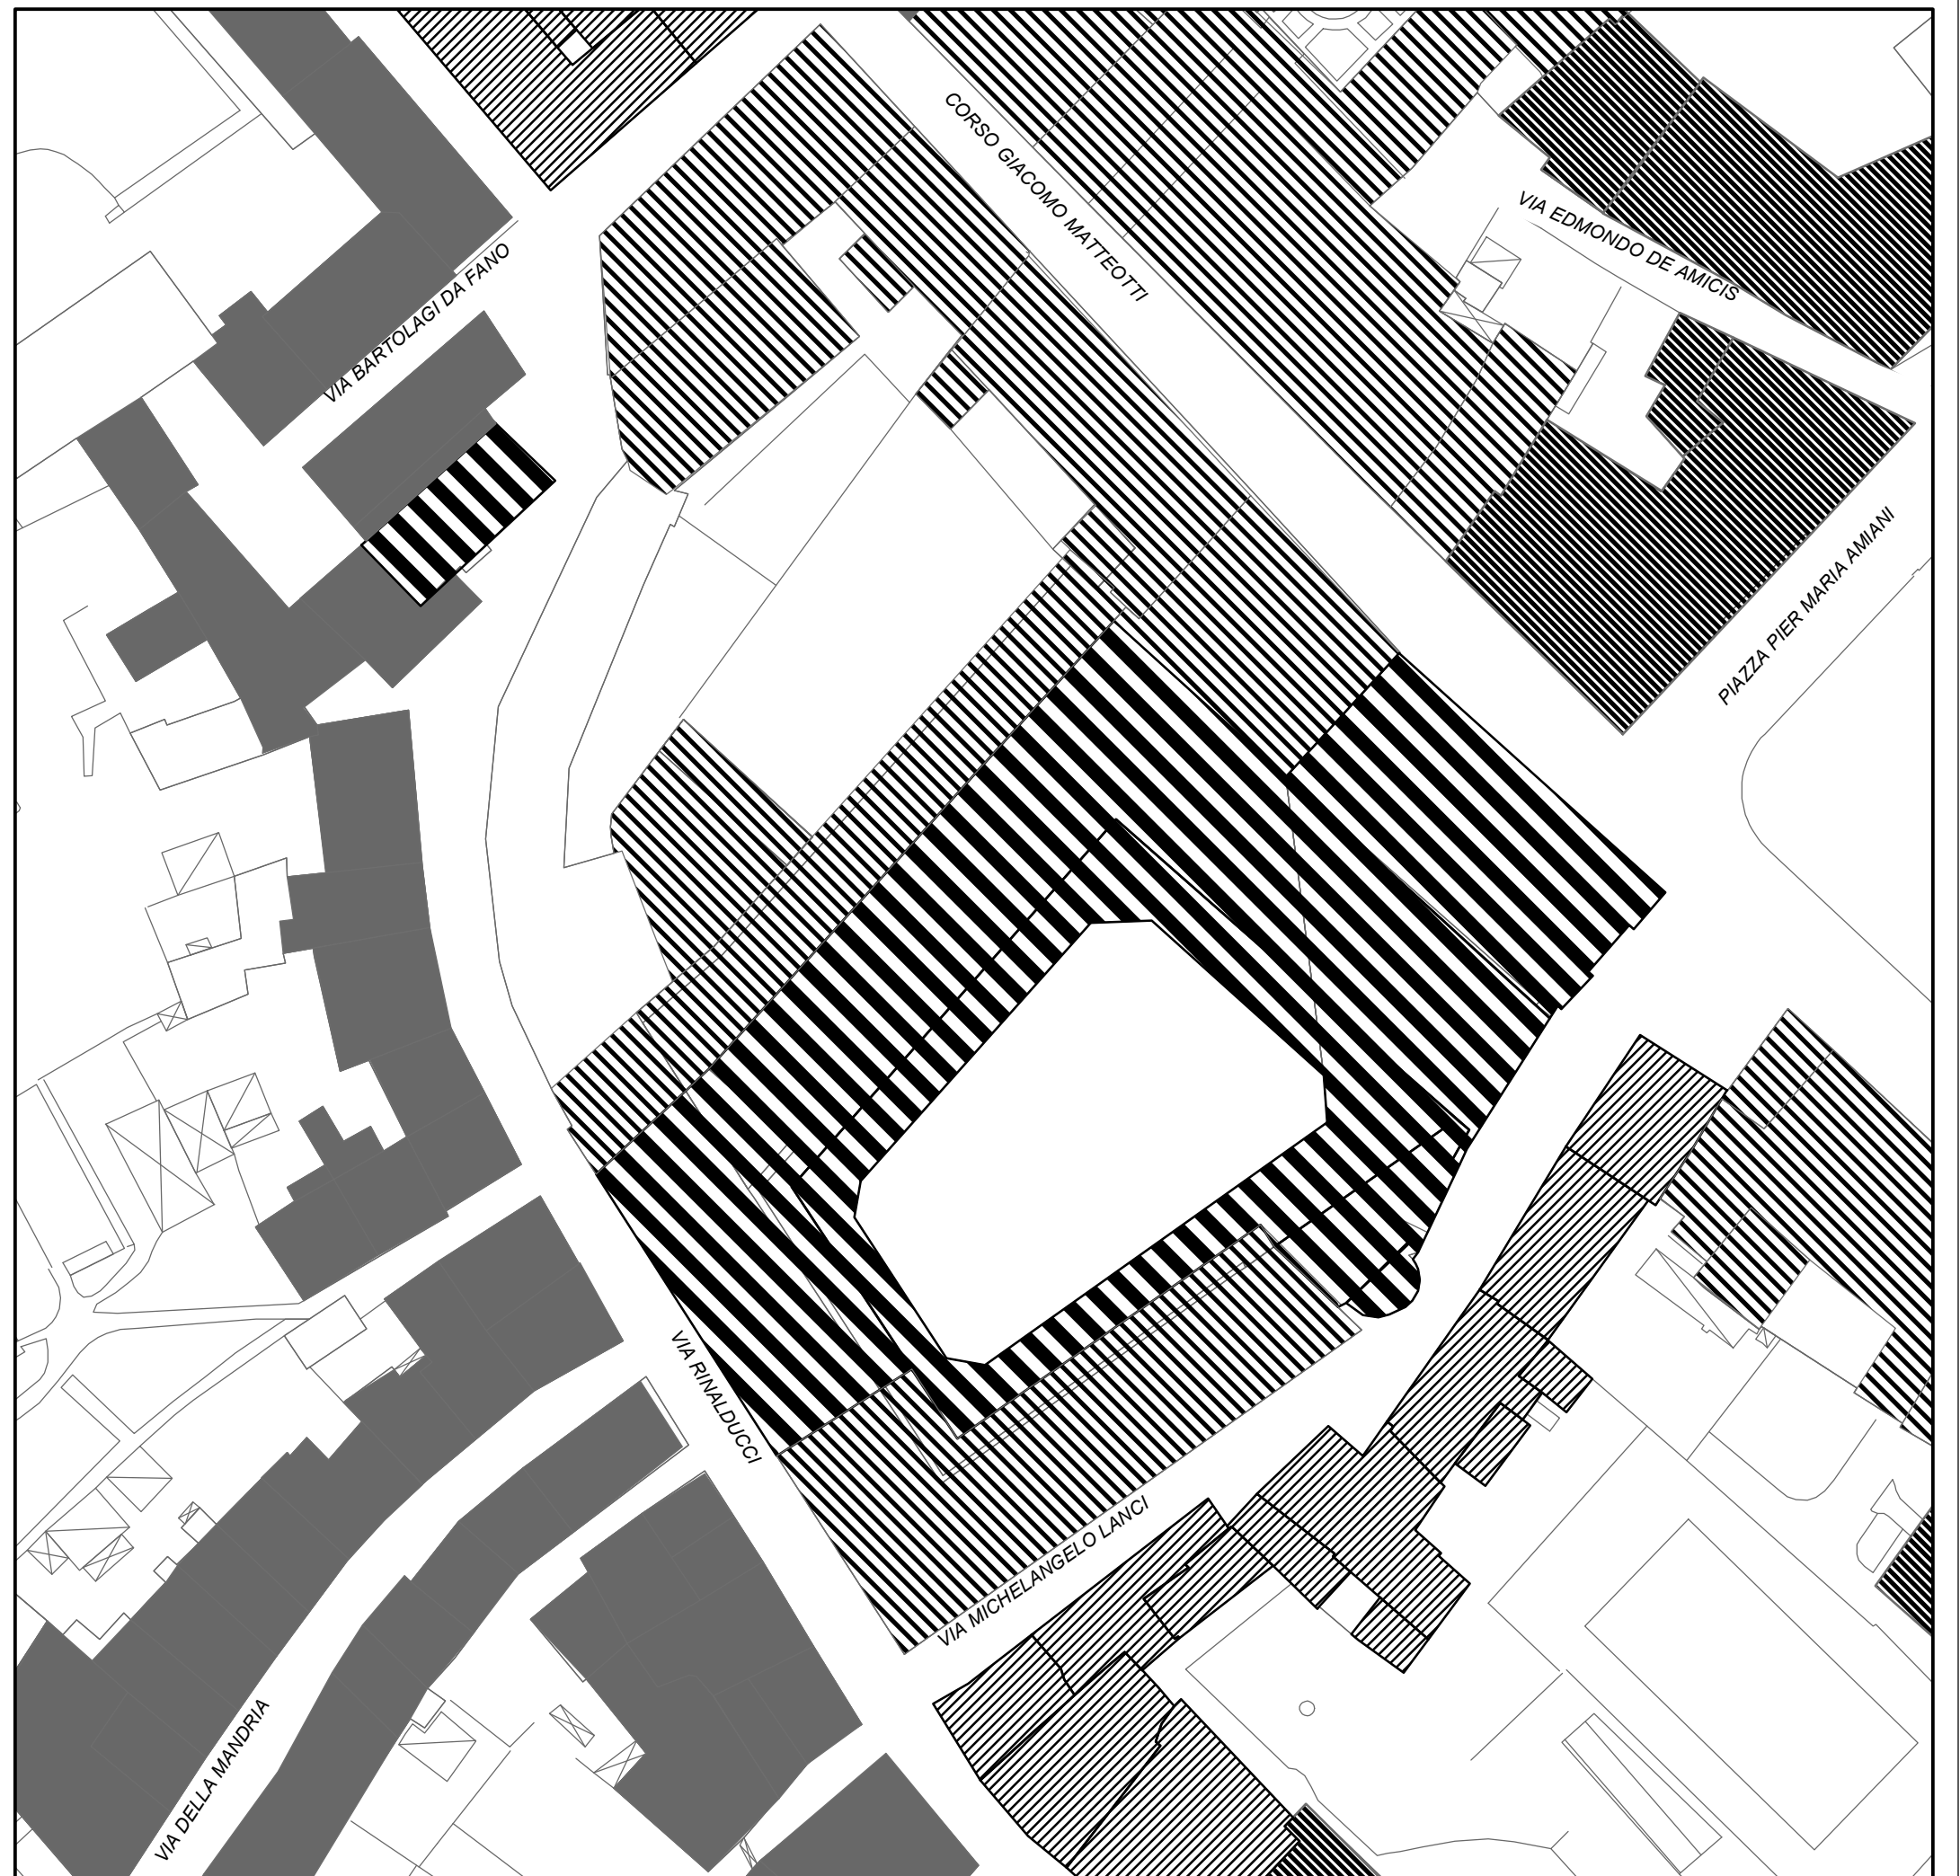 CORSO GIACOMO MATTEOTTI
VIA EDMONDO DE AMICIS
VIA BARTOLAGI DA FANO
PIAZZA PIER MARIA AMIANI
VIA RINALDUCCI
VIA MICHELANGELO LANCI
VIA DELLA MANDRIA